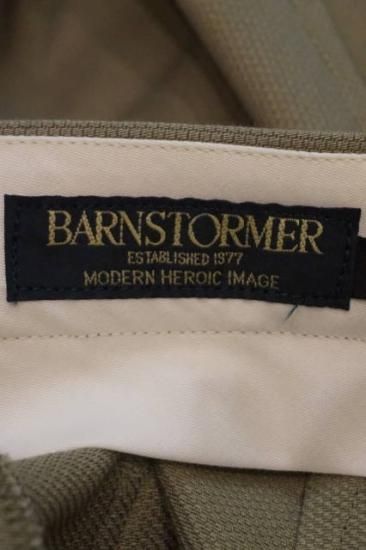 BARNSTORMER
ESTABLISHED 1977
MODERN HEROIC IMAGE